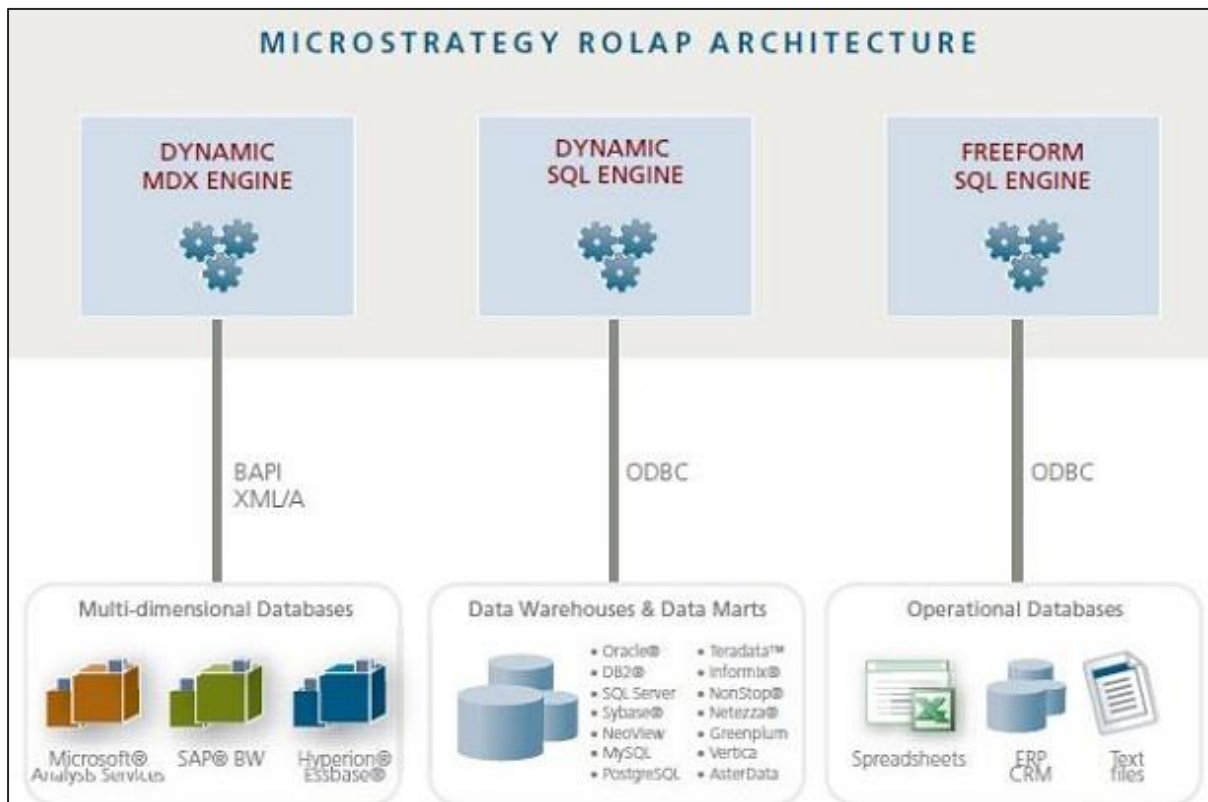 MICROSTRATEGY ROLAP ARCHITECTURE
DYNAMIC
MDX ENGINE
DYNAMIC
SQL ENGINE
FREEFORM
SQL ENGINE
BAPI
XML/A
ODBC
ODBC
Multi-dimensional Databases
Microsoft®
Analysis Services
SAP® BW
Hyperion®
Essbase®
Data Warehouses & Data Marts
• Oracle®
• DB2®
• SQL Server
• Sybase®
• NeoView
• MySQL
• PostgreSQL
• Teradata™
• Informix®
• NonStop®
• Netezza®
• Greenplum
• Vertica
• AsterData
Operational Databases
Spreadsheets
ERP
CRM
Text
files